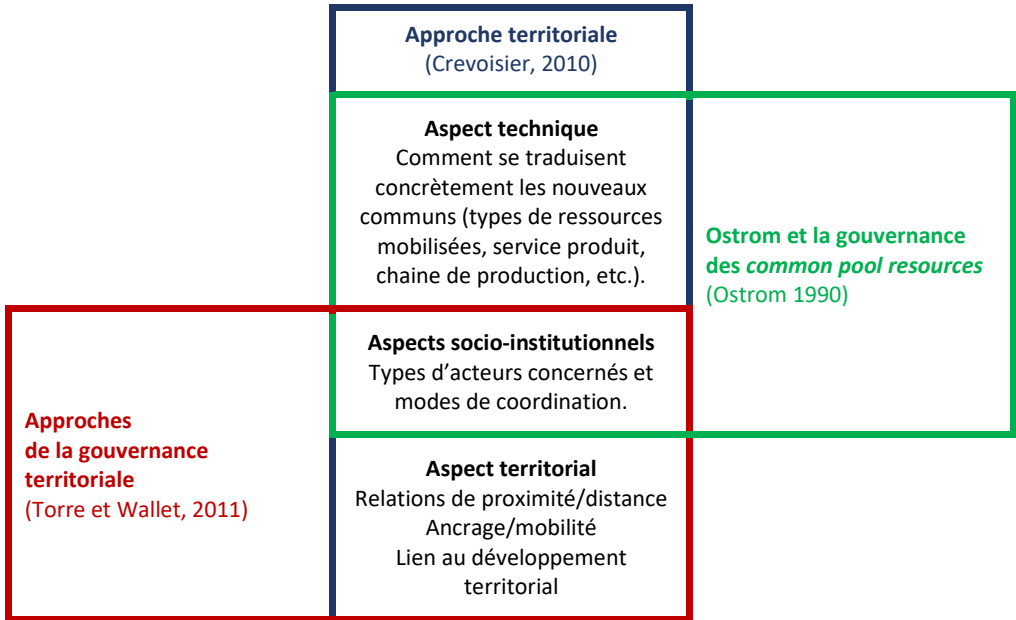 Approche territoriale
(Crevoisier, 2010)
Aspect technique
Comment se traduisent
concrètement les nouveaux
communs (types de ressources
mobilisées, service produit,
chaine de production, etc.).
Ostrom et la gouvernance
des common pool resources
(Ostrom 1990)
Aspects socio-institutionnels
Types d’acteurs concernés et
modes de coordination.
Approches
de la gouvernance
territoriale
(Torre et Wallet, 2011)
Aspect territorial
Relations de proximité/distance
Ancrage/mobilité
Lien au développement
territorial